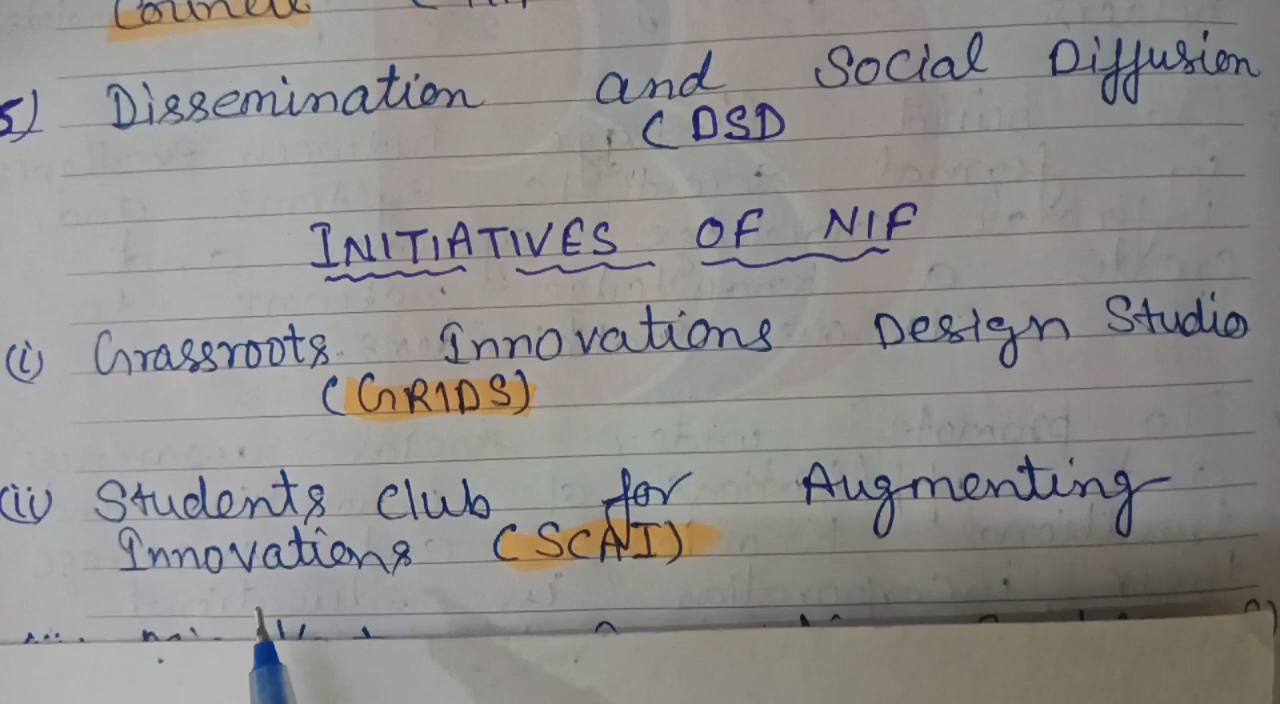 Council
5) Dissemination and Social Diffusion
(DSD
INITIATIVES OF NIF
(i) Grassroots Innovations Design Studio
(GRIDS)
(ii) Students Club for Augmenting
Innovations (SCAI)